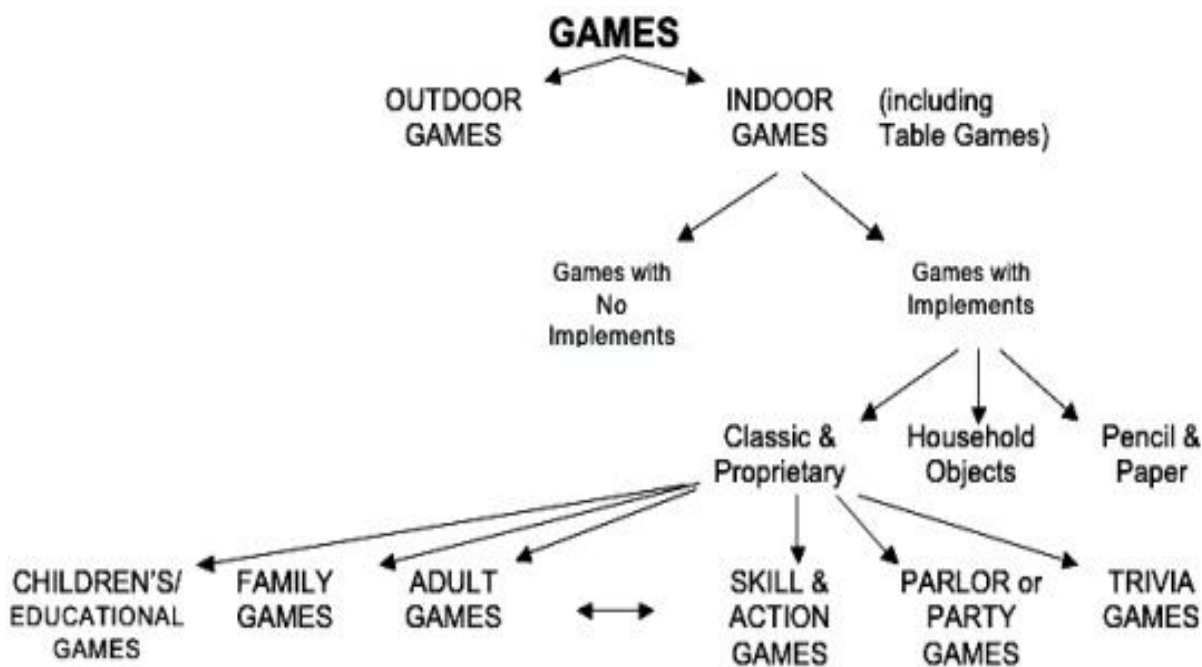 GAMES
OUTDOOR
GAMES
INDOOR
GAMES
(including
Table Games)
Games with
No
Implements
Games with
Implements
Classic &
Proprietary
Household
Objects
Pencil &
Paper
CHILDREN'S/
EDUCATIONAL
GAMES
FAMILY
GAMES
ADULT
GAMES
SKILL &
ACTION
GAMES
PARLOR or
PARTY
GAMES
TRIVIA
GAMES